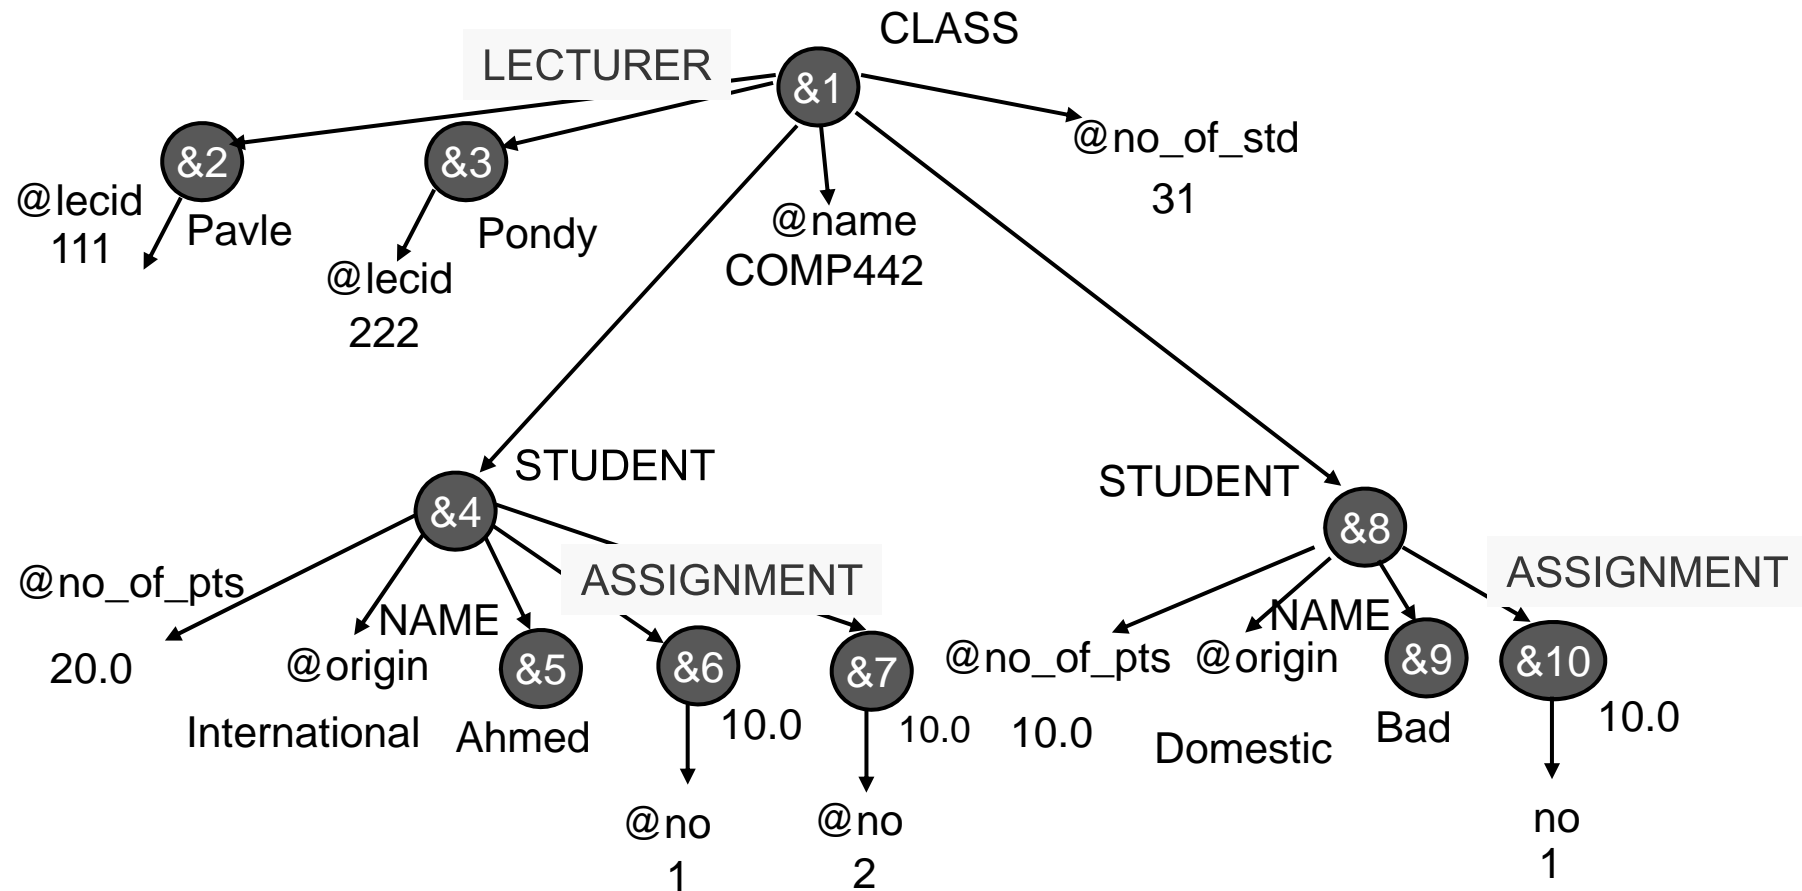 CLASS
LECTURER
&1
@no_of_std
31
&2
@lecid
111
Pavle
&3
Pondy
@lecid
222
@name
COMP442
STUDENT
&4
@no_of_pts
20.0
NAME
@origin
International
&5
Ahmed
ASSIGNMENT
&6
10.0
@no
1
&7
10.0
@no
2
STUDENT
&8
@no_of_pts
10.0
NAME
@origin
Domestic
&9
Bad
ASSIGNMENT
&10
10.0
no
1